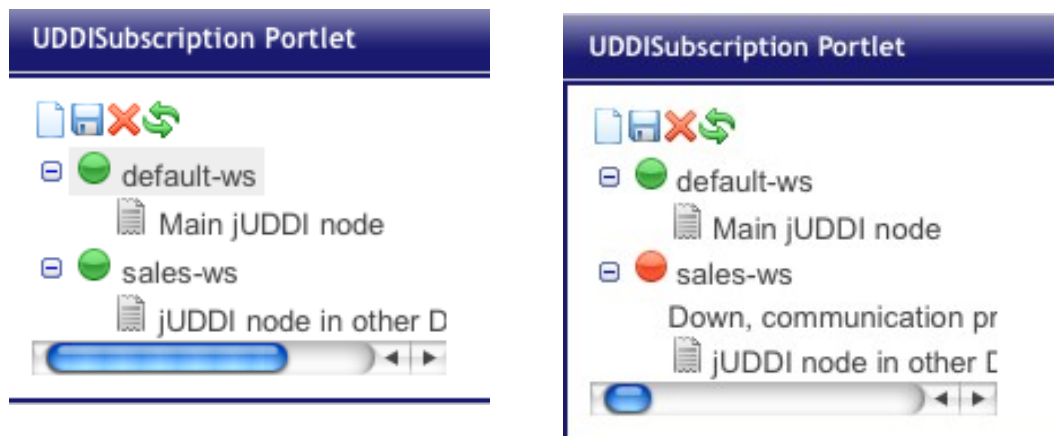 UDDISubscription Portlet
default-ws
Main jUDDI node
sales-ws
jUDDI node in other D
UDDISubscription Portlet
default-ws
Main jUDDI node
sales-ws
Down, communication pr
jUDDI node in other